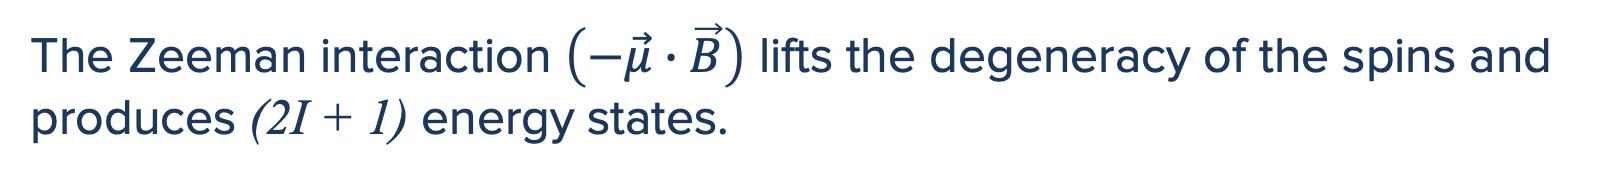 The Zeeman interaction (−μ⃗ · B⃗) lifts the degeneracy of the spins and
produces (2I + 1) energy states.